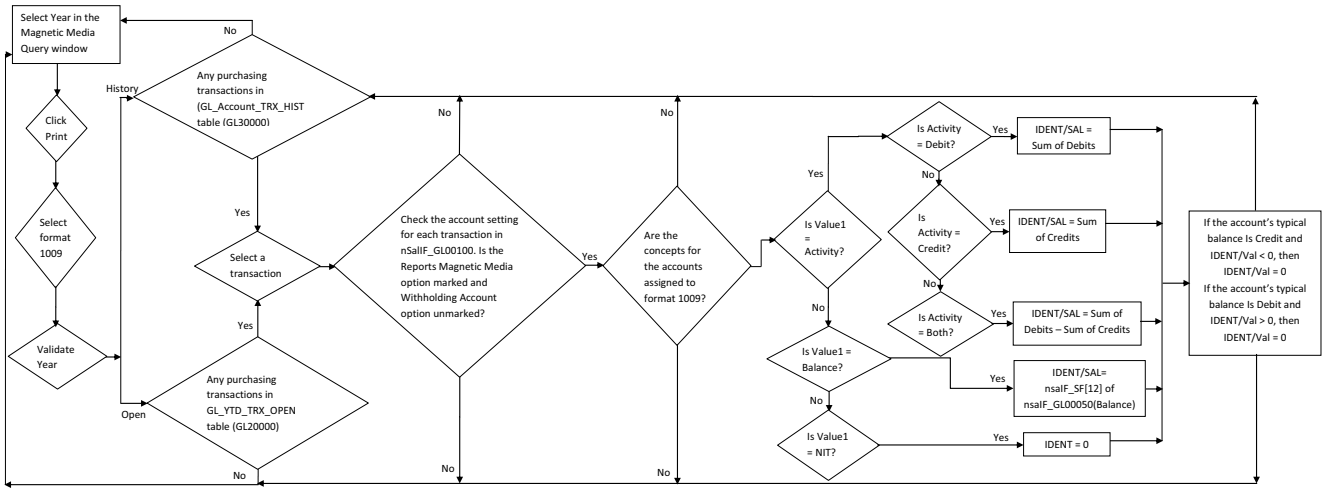 Select Year in the
Magnetic Media
Query window
No
History
Any purchasing
transactions in
(GL_Account_TRX_HIST
table (GL30000)
Click
Print
Select
format
1009
Validate
Year
Open
Yes
Select a
transaction
Yes
Any purchasing
transactions in
GL_YTD_TRX_OPEN
table (GL20000)
No
No
Check the account setting
for each transaction in
nSaIIF_GL00100. Is the
Reports Magnetic Media
option marked and
Withholding Account
option unmarked?
No
Yes
No
Are the
concepts for
the accounts
assigned to
format 1009?
No
Yes
Is Value1
=
Activity?
No
Is Value1 =
Balance?
No
Is Value1
= NIT?
Is Activity
= Debit?
Yes
IDENT/SAL =
Sum of Debits
No
Is
Activity =
Credit?
Yes
IDENT/SAL = Sum
of Credits
No
Is Activity
= Both?
Yes
IDENT/SAL = Sum of
Debits – Sum of Credits
Yes
IDENT/SAL=
nsaIF_SF[12] of
nsaIF_GL00050(Balance)
Yes
IDENT = 0
If the account's typical
balance Is Credit and
IDENT/Val < 0, then
IDENT/Val = 0
If the account's typical
balance Is Debit and
IDENT/Val > 0, then
IDENT/Val = 0